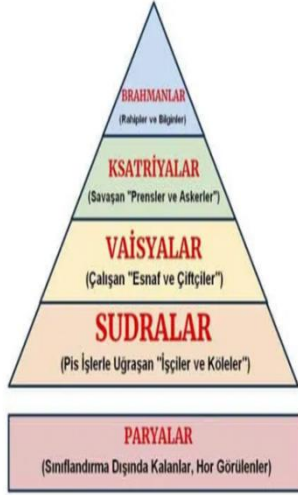 BRAHMANLAR
(Rahipler ve Bilginler)
KSATRİYALAR
(Savaşan "Prensler ve Askerler")
VAİSYALAR
(Çalışan "Esnaf ve Çiftçiler")
SUDRALAR
(Pis İşlerle Uğraşan "İşçiler ve Köleler")
PARYALAR
(Sınıflandırma Dışında Kalanlar, Hor Görülenler)